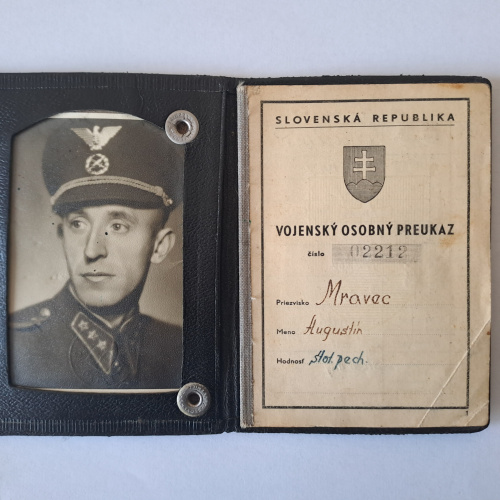 SLOVENSKÁ REPUBLIKA
VOJENSKÝ OSOBNÝ PREUKAZ
číslo 02212
Priezvisko Mravec
Meno Augustín
Hodnosť stot. pech.